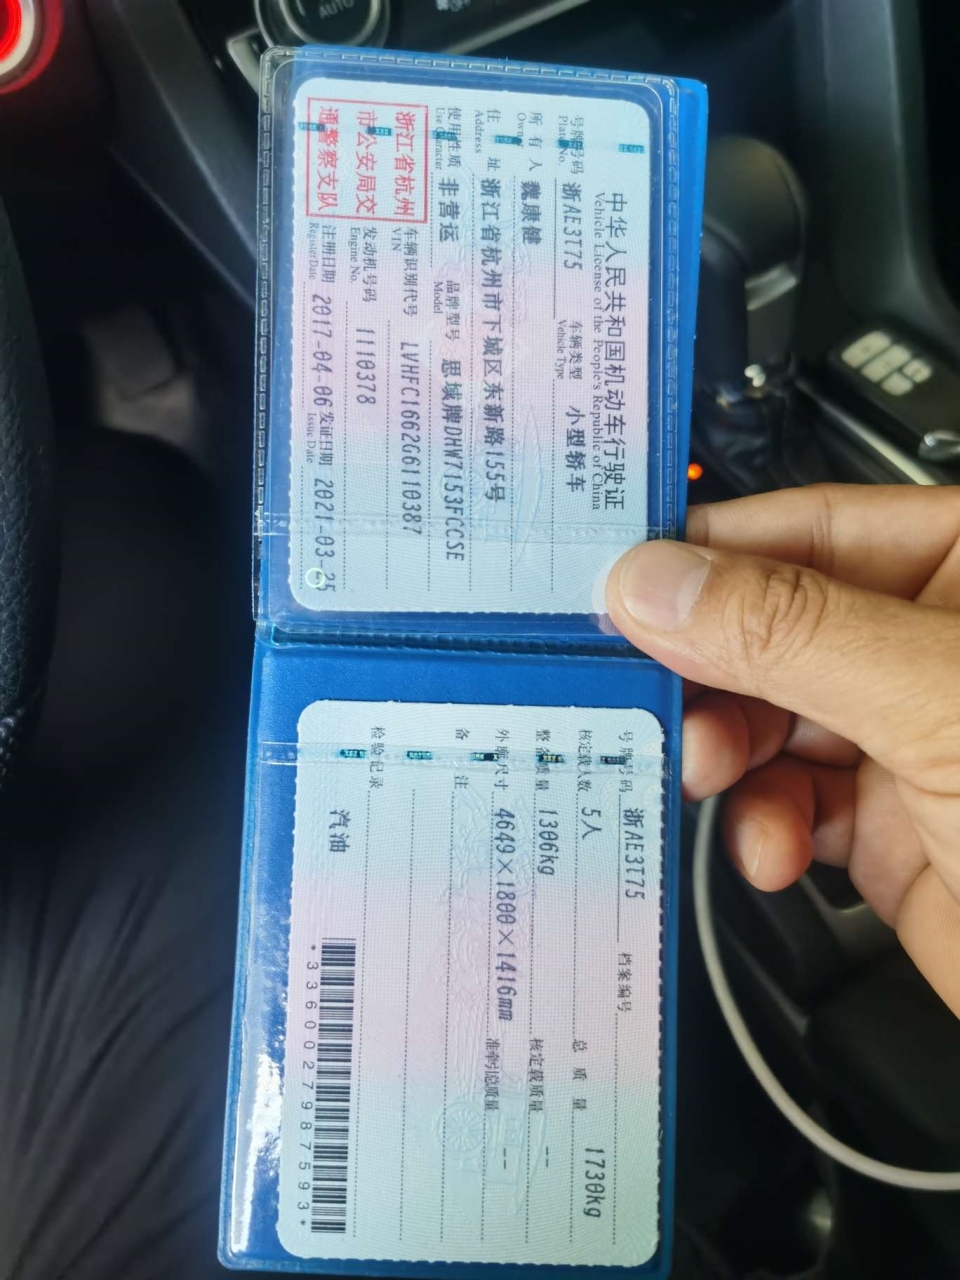 AUTO
中华人民共和国机动车行驶证
Vehicle License of the People's Republic of China
号牌号码 浙AE3T75 车辆类型 小型轿车
Plate No. Vehicle Type
所有人 魏康健
Owner
住址 浙江省杭州市下城区东新路155号
Address
使用性质 非营运 品牌型号 思域牌DHW7153FCCSE
Use Character Model
浙江省杭州
市公安局交
通警察支队
车辆识别代号 LVHFC1662G6110387
VIN
发动机号码 1110378
Engine No.
注册日期 2017-04-06 发证日期 2021-03-25
Register Date Issue Date
号牌号码 浙AE3T75 档案编号
核定载人数 5人 总质量 1730kg
整备质量 1306kg 核定载质量 --
外廓尺寸 4649×1800×1416mm 准牵引总质量 --
备注
检验记录
汽油
*3360027987593*